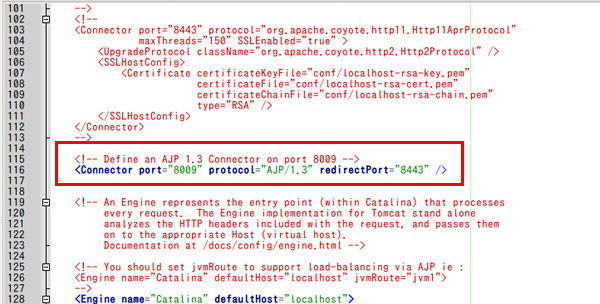 101 -->
102 <!--
103 <Connector port="8443" protocol="org.apache.coyote.http11.Http11AprProtocol"
104 maxThreads="150" SSLEnabled="true" >
105 <UpgradeProtocol className="org.apache.coyote.http2.Http2Protocol" />
106 <SSLHostConfig>
107 <Certificate certificateKeyFile="conf/localhost-rsa-key.pem"
108 certificateFile="conf/localhost-rsa-cert.pem"
109 certificateChainFile="conf/localhost-rsa-chain.pem"
110 type="RSA" />
111 </SSLHostConfig>
112 </Connector>
113 -->
114
115 <!-- Define an AJP 1.3 Connector on port 8009 -->
116 <Connector port="8009" protocol="AJP/1.3" redirectPort="8443" />
117
118
119 <!-- An Engine represents the entry point (within Catalina) that processes
120 every request. The Engine implementation for Tomcat stand alone
121 analyzes the HTTP headers included with the request, and passes them
122 on to the appropriate Host (virtual host).
123 Documentation at /docs/config/engine.html -->
124
125 <!-- You should set jvmRoute to support load-balancing via AJP ie :
126 <Engine name="Catalina" defaultHost="localhost" jvmRoute="jvm1">
127 -->
128 <Engine name="Catalina" defaultHost="localhost">